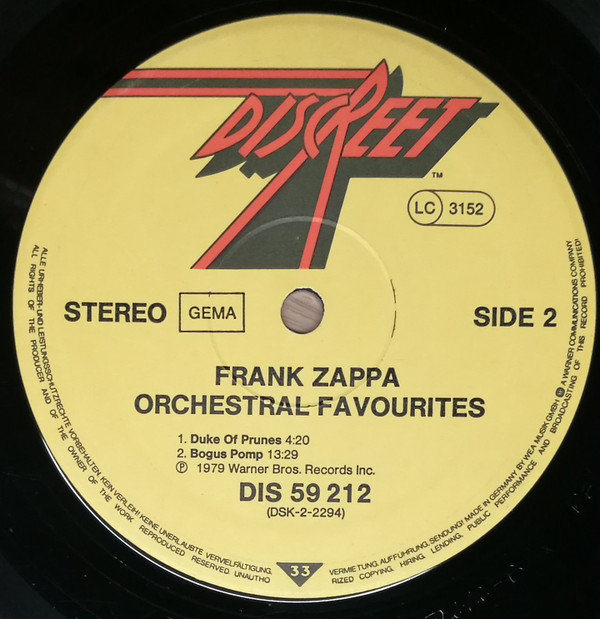 DISCREET
TM
LC 3152
STEREO GEMA SIDE 2
FRANK ZAPPA
ORCHESTRAL FAVOURITES
1. Duke Of Prunes 4:20
2. Bogus Pomp 13:29
Ⓟ 1979 Warner Bros. Records Inc.
DIS 59 212
(DSK-2-2294)
33
ALLE URHEBER- UND LEISTUNGSSCHUTZRECHTE VORBEHALTEN. KEIN VERLEIH! KEINE UNERLAUBTE VERVIELFÄLTIGUNG, VERMIETUNG, AUFFÜHRUNG, SENDUNG! MADE IN GERMANY BY WEA MUSIK GMBH A WARNER COMMUNICATIONS COMPANY
ALL RIGHTS OF THE PRODUCER AND OF THE OWNER OF THE WORK REPRODUCED RESERVED. UNAUTHORIZED COPYING, HIRING, LENDING, PUBLIC PERFORMANCE AND BROADCASTING OF THIS RECORD PROHIBITED!